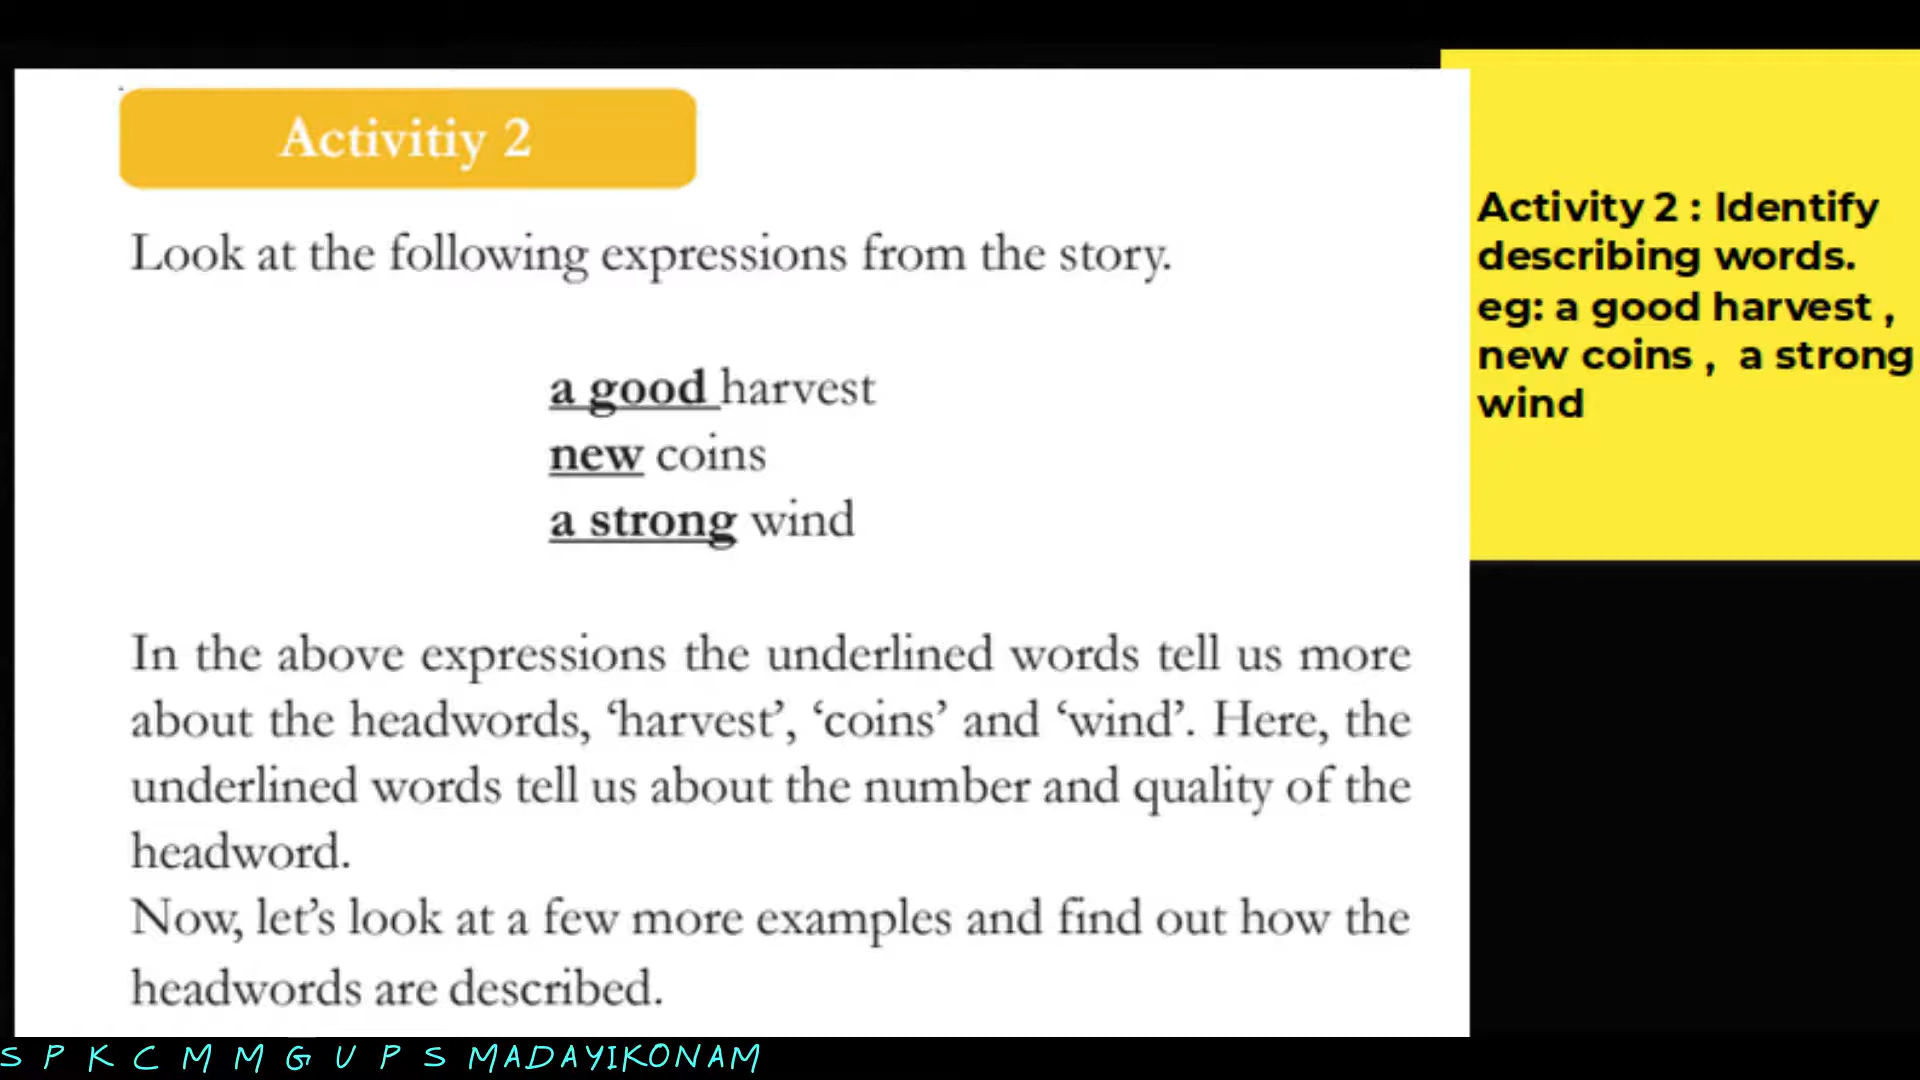 Activitiy 2
Look at the following expressions from the story.
a good harvest
new coins
a strong wind
In the above expressions the underlined words tell us more
about the headwords, ‘harvest’, ‘coins’ and ‘wind’. Here, the
underlined words tell us about the number and quality of the
headword.
Now, let’s look at a few more examples and find out how the
headwords are described.
Activity 2 : Identify
describing words.
eg: a good harvest ,
new coins , a strong
wind
S P K C M M G U P S MADAYIKONAM